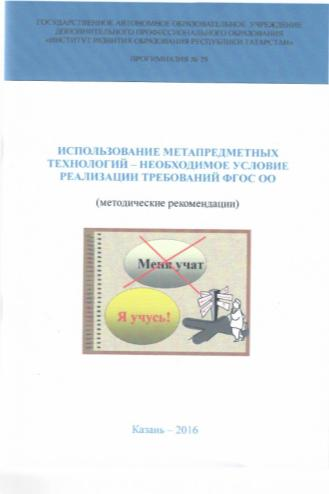 ГОСУДАРСТВЕННОЕ АВТОНОМНОЕ ОБРАЗОВАТЕЛЬНОЕ УЧРЕЖДЕНИЕ
ДОПОЛНИТЕЛЬНОГО ПРОФЕССИОНАЛЬНОГО ОБРАЗОВАНИЯ
«ИНСТИТУТ РАЗВИТИЯ ОБРАЗОВАНИЯ РЕСПУБЛИКИ ТАТАРСТАН»
ПРОГИМНАЗИЯ № 29
ИСПОЛЬЗОВАНИЕ МЕТАПРЕДМЕТНЫХ
ТЕХНОЛОГИЙ – НЕОБХОДИМОЕ УСЛОВИЕ
РЕАЛИЗАЦИИ ТРЕБОВАНИЙ ФГОС ОО
(методические рекомендации)
Меня учат
Я учусь!
Казань – 2016